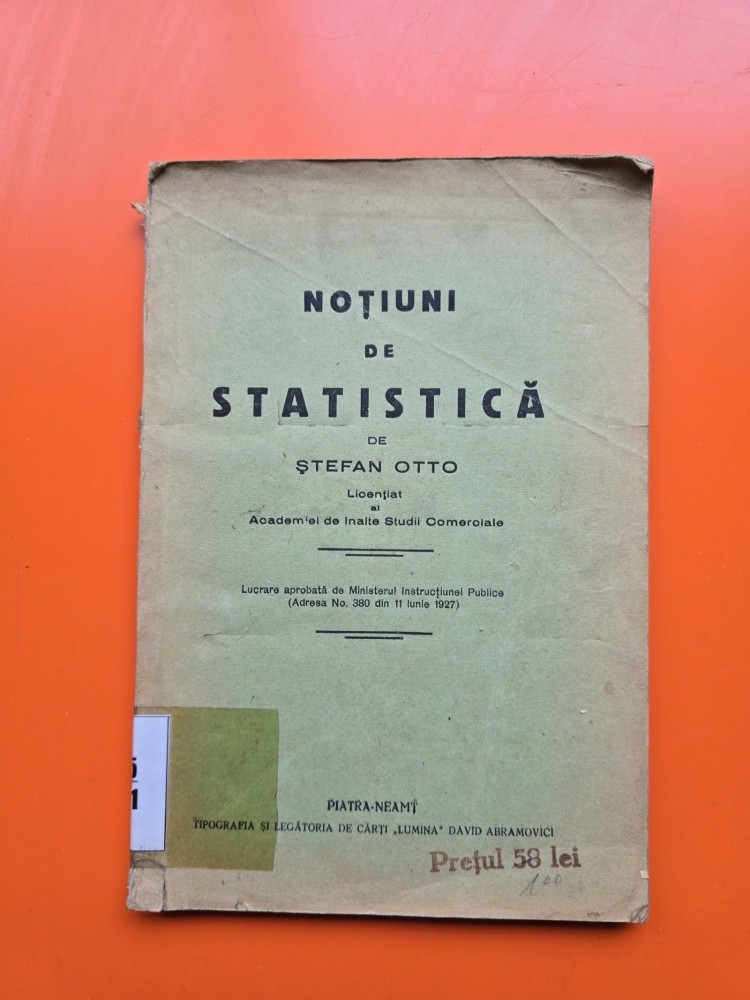 NOȚIUNI
DE
STATISTICĂ
DE
ȘTEFAN OTTO
Licențiat
al
Academiei de Inalte Studii Comerciale
Lucrare aprobată de Ministerul Instrucțiunei Publice
(Adresa No. 380 din 11 Iunie 1927)
PIATRA-NEAMȚ
TIPOGRAFIA ȘI LEGĂTORIA DE CĂRȚI „LUMINA“ DAVID ABRAMOVICI
Prețul 58 lei
100
1